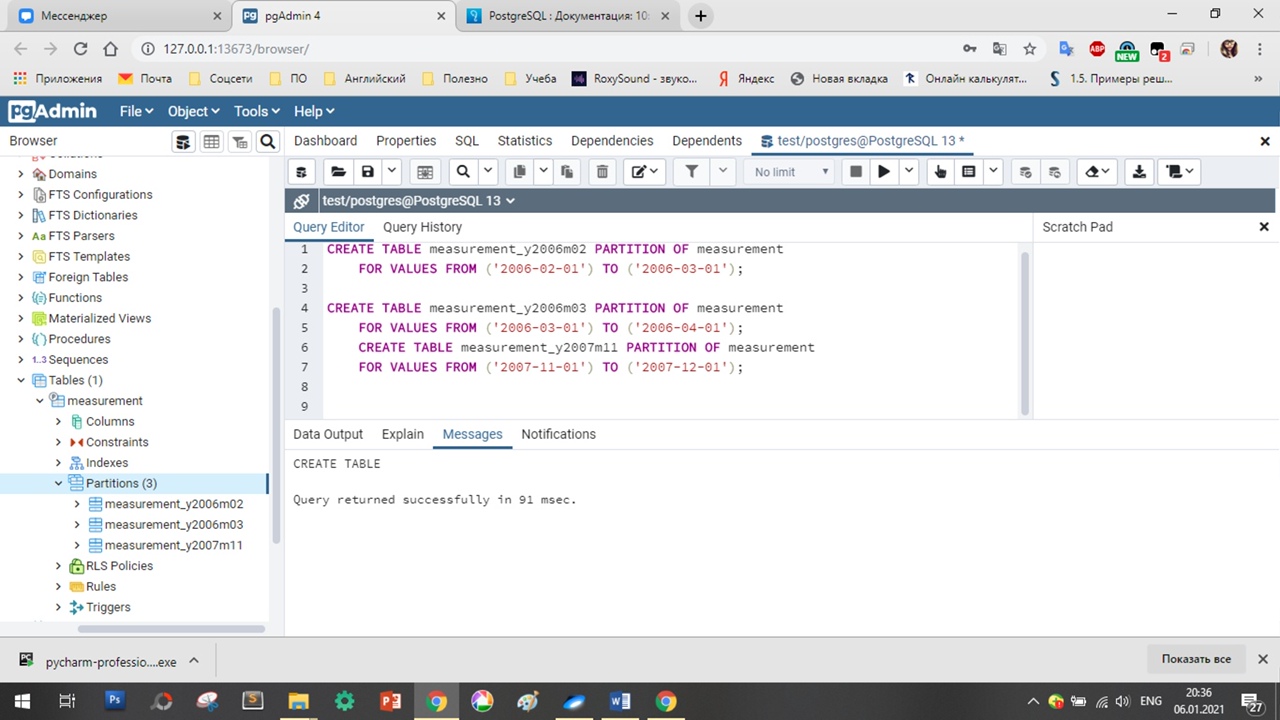 Мессенджер
pgAdmin 4
PostgreSQL : Документация: 10:
127.0.0.1:13673/browser/
ABP
NEW
2
Приложения
Почта
Соцсети
ПО
Английский
Полезно
Учеба
RoxySound - звуко...
Яндекс
Новая вкладка
Онлайн калькулят...
1.5. Примеры реш...
pgAdmin
File
Object
Tools
Help
Browser
Dashboard
Properties
SQL
Statistics
Dependencies
Dependents
test/postgres@PostgreSQL 13 *
No limit
test/postgres@PostgreSQL 13
Query Editor
Query History
Scratch Pad
Collations
Domains
FTS Configurations
FTS Dictionaries
Aa FTS Parsers
FTS Templates
Foreign Tables
Functions
Materialized Views
Procedures
1..3 Sequences
Tables (1)
measurement
Columns
Constraints
Indexes
Partitions (3)
measurement_y2006m02
measurement_y2006m03
measurement_y2007m11
RLS Policies
Rules
Triggers
1 CREATE TABLE measurement_y2006m02 PARTITION OF measurement
2 FOR VALUES FROM ('2006-02-01') TO ('2006-03-01');
3
4 CREATE TABLE measurement_y2006m03 PARTITION OF measurement
5 FOR VALUES FROM ('2006-03-01') TO ('2006-04-01');
6 CREATE TABLE measurement_y2007m11 PARTITION OF measurement
7 FOR VALUES FROM ('2007-11-01') TO ('2007-12-01');
8
9
Data Output
Explain
Messages
Notifications
CREATE TABLE
Query returned successfully in 91 msec.
pycharm-professio....exe
Показать все
ENG
20:36
06.01.2021
27